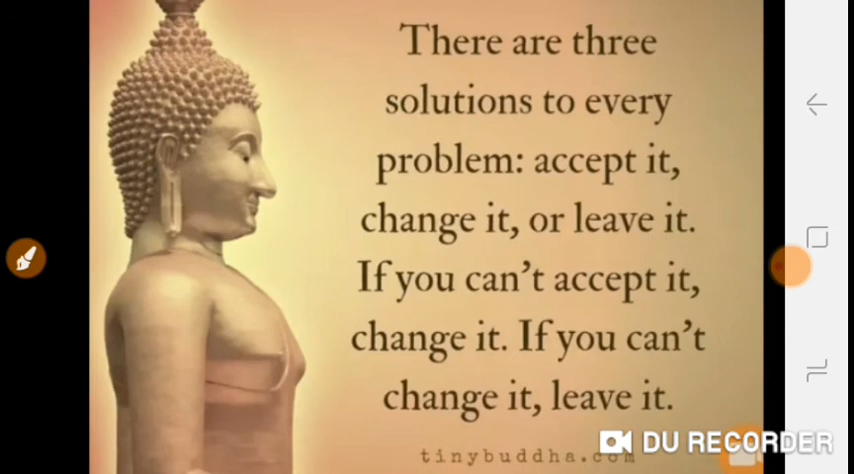 There are three
solutions to every
problem: accept it,
change it, or leave it.
If you can't accept it,
change it. If you can't
change it, leave it.
tinybuddha.com
DU RECORDER